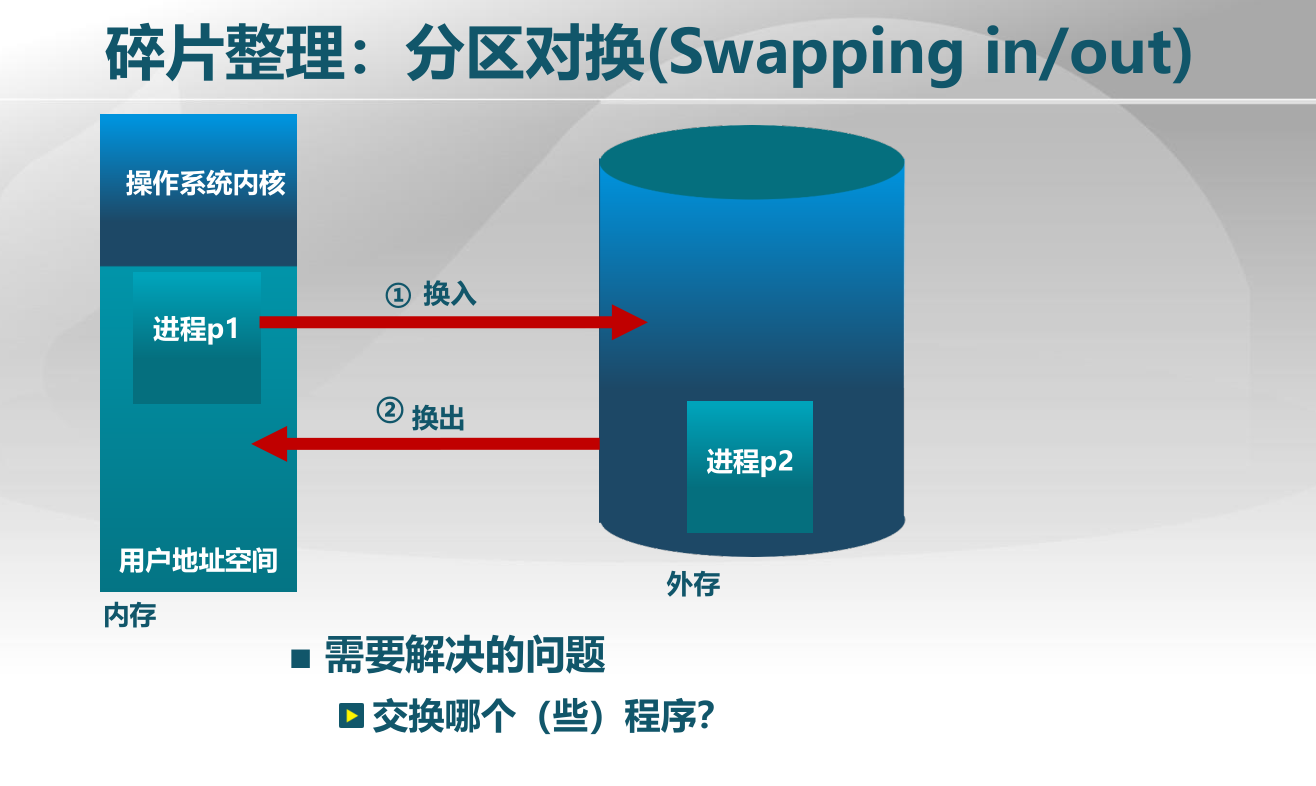 碎片整理：分区对换(Swapping in/out)
操作系统内核
进程p1
① 换入
② 换出
进程p2
用户地址空间
内存
外存
需要解决的问题
交换哪个（些）程序？